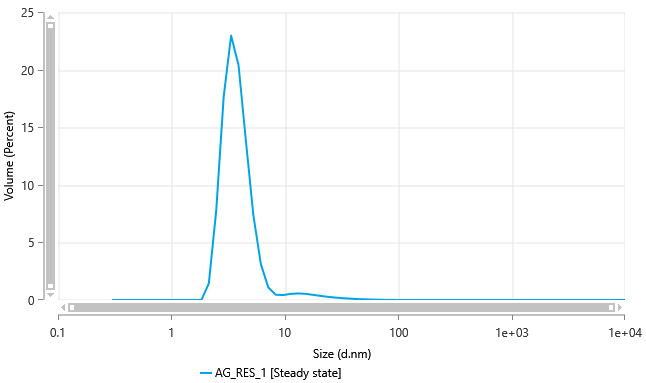 25
20
15
10
5
0
Volume (Percent)
0.1 1 10 100 1e+03 1e+04
Size (d.nm)
AG_RES_1 [Steady state]